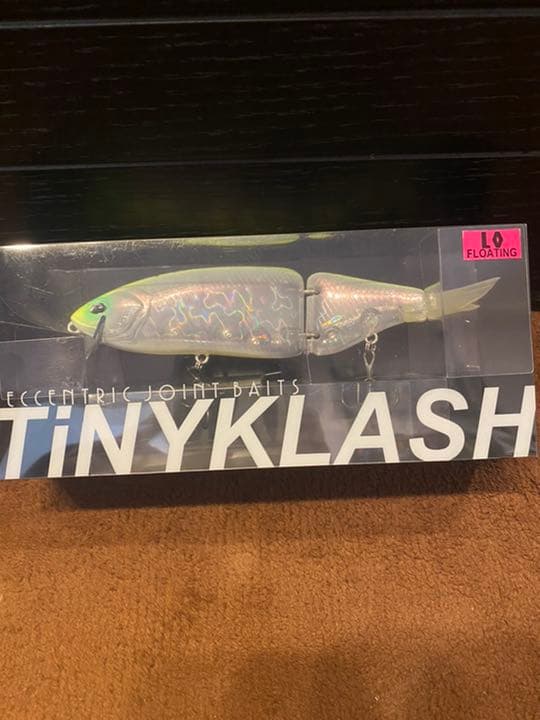 LO
FLOATING
ECCENTRIC JOINT BAITS
TiNYKLASH